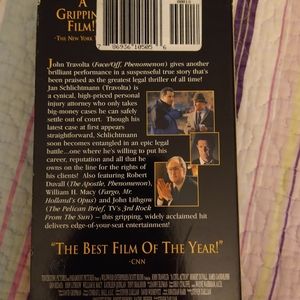 A
GRIPPING
FILM!
-THE NEW YORK
7 86936 10505 6
John Travolta (Face/Off, Phenomenon) gives another
brilliant performance in a suspenseful true story that's
been praised as the greatest legal thriller of all time!
Jan Schlichtmann (Travolta) is
a cynical, high-priced personal
injury attorney who only takes
big-money cases he can safely
settle out of court. Though his
latest case at first appears
straightforward, Schlichtmann
soon becomes entangled in an epic legal
battle...one where he's willing to put his
career, reputation and all that he
owns on the line for the rights of
his clients! Also featuring Robert
Duvall (The Apostle, Phenomenon),
William H. Macy (Fargo, Mr.
Holland's Opus) and John Lithgow
(The Pelican Brief, TV's 3rd Rock
From The Sun) – this gripping, widely acclaimed hit
delivers edge-of-your-seat entertainment!
"THE BEST FILM OF THE YEAR!"
-CNN